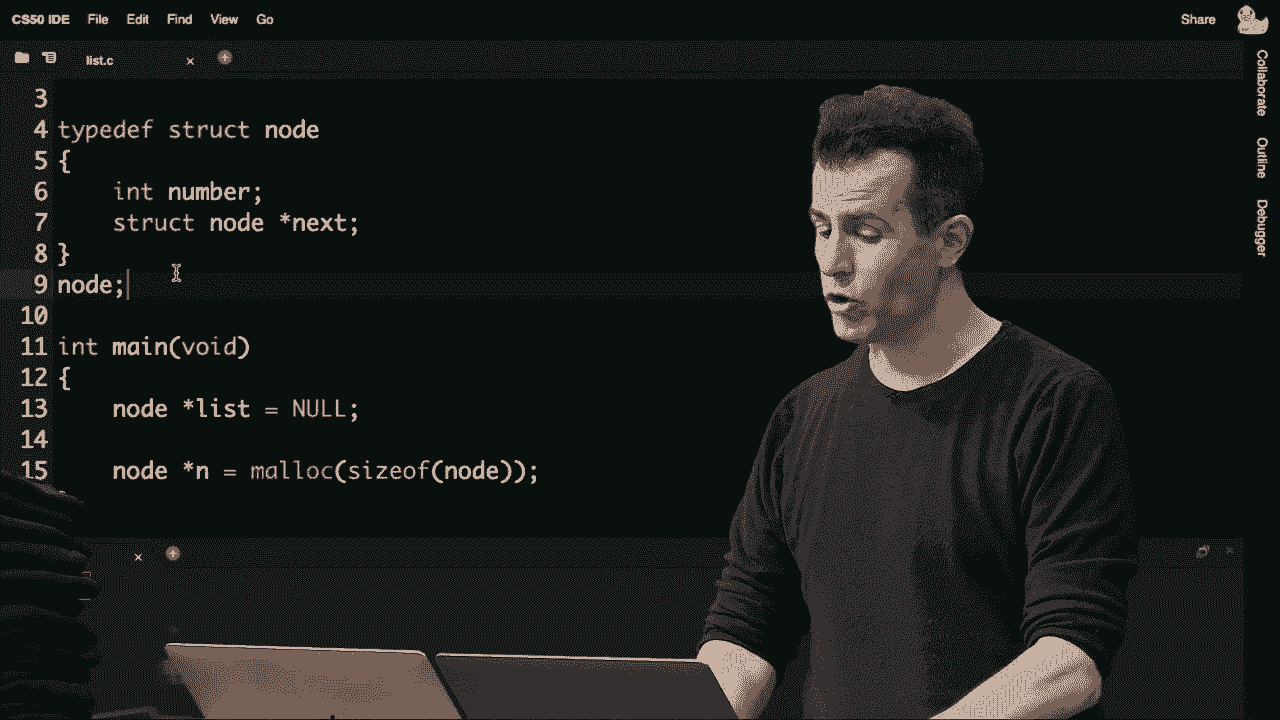 CS50 IDE File Edit Find View Go Share
list.c × +
3
4 typedef struct node
5 {
6     int number;
7     struct node *next;
8 }
9 node;
10
11 int main(void)
12 {
13     node *list = NULL;
14
15     node *n = malloc(sizeof(node));
× +
Collaborate
Outline
Debugger